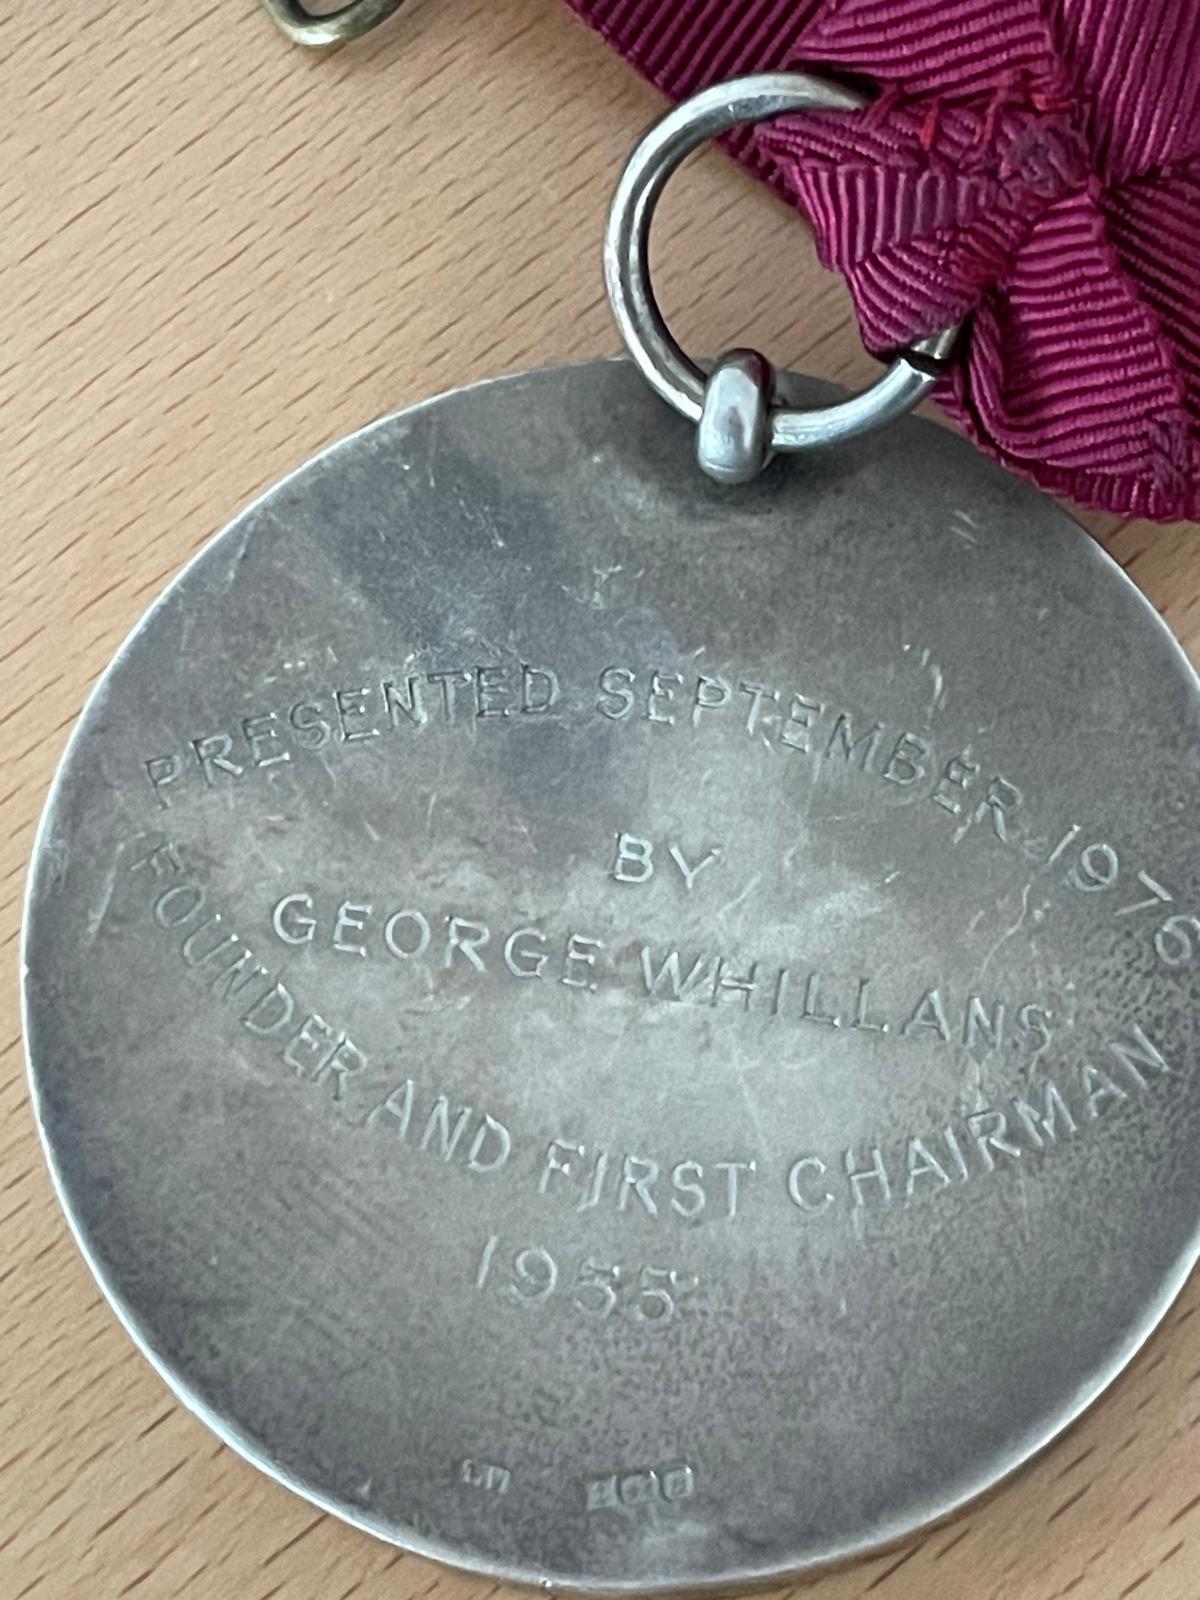 PRESENTED SEPTEMBER 1976
BY
GEORGE WHILLANS
FOUNDER AND FIRST CHAIRMAN
1955